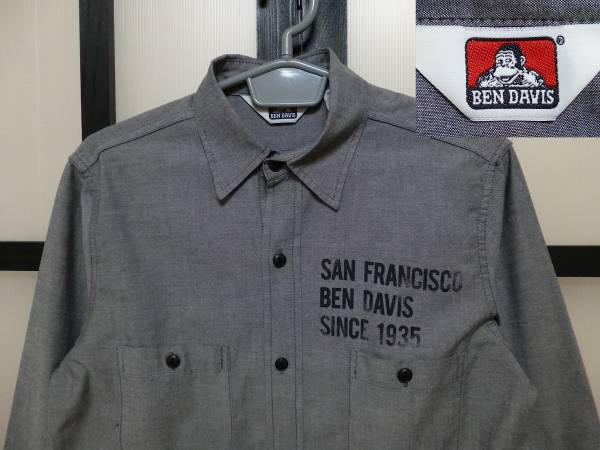 BEN DAVIS
SAN FRANCISCO
BEN DAVIS
SINCE 1935
®
BEN DAVIS